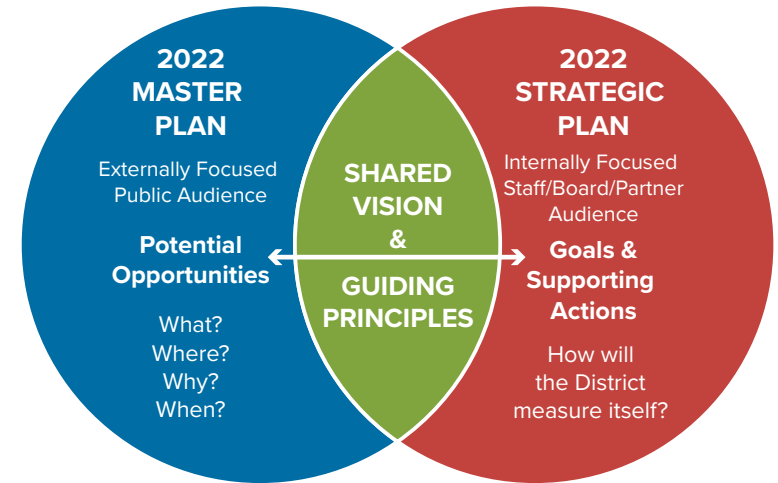 2022
MASTER
PLAN
Externally Focused
Public Audience
Potential
Opportunities
What?
Where?
Why?
When?
SHARED
VISION
&
GUIDING
PRINCIPLES
2022
STRATEGIC
PLAN
Internally Focused
Staff/Board/Partner
Audience
Goals &
Supporting
Actions
How will
the District
measure itself?